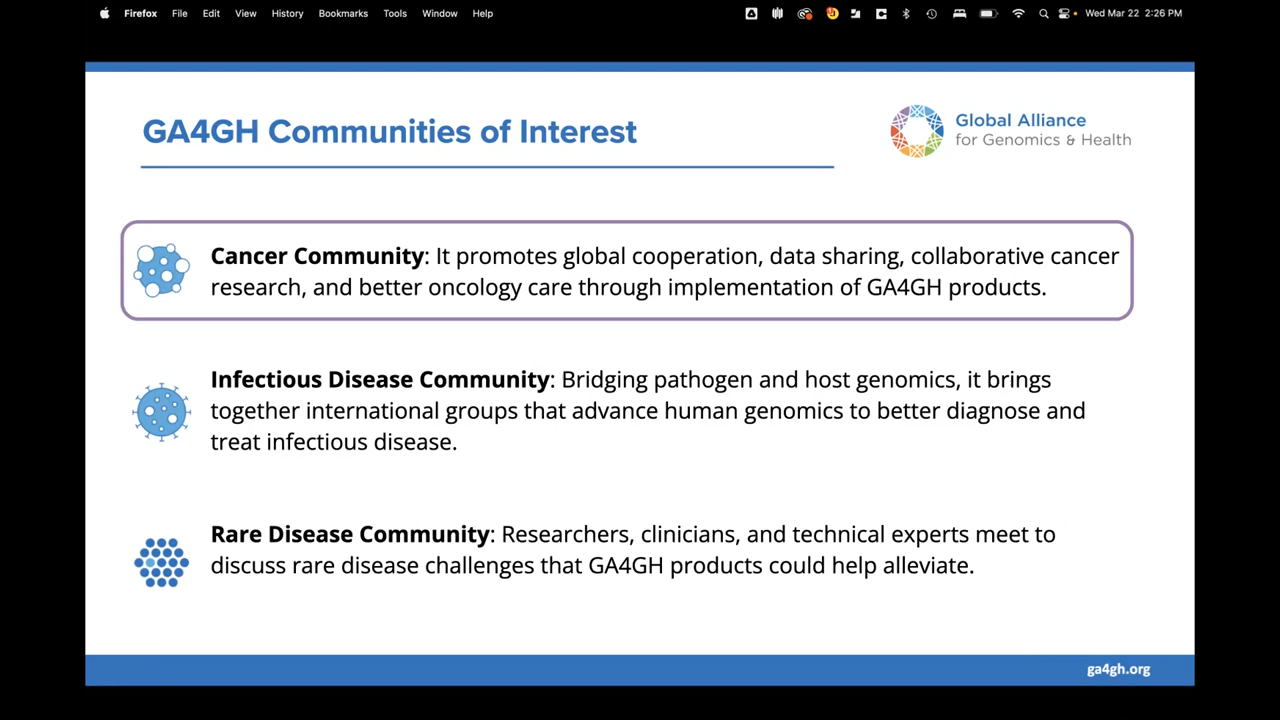 Firefox File Edit View History Bookmarks Tools Window Help Wed Mar 22 2:26 PM
GA4GH Communities of Interest
Global Alliance
for Genomics & Health
Cancer Community: It promotes global cooperation, data sharing, collaborative cancer
research, and better oncology care through implementation of GA4GH products.
Infectious Disease Community: Bridging pathogen and host genomics, it brings
together international groups that advance human genomics to better diagnose and
treat infectious disease.
Rare Disease Community: Researchers, clinicians, and technical experts meet to
discuss rare disease challenges that GA4GH products could help alleviate.
ga4gh.org